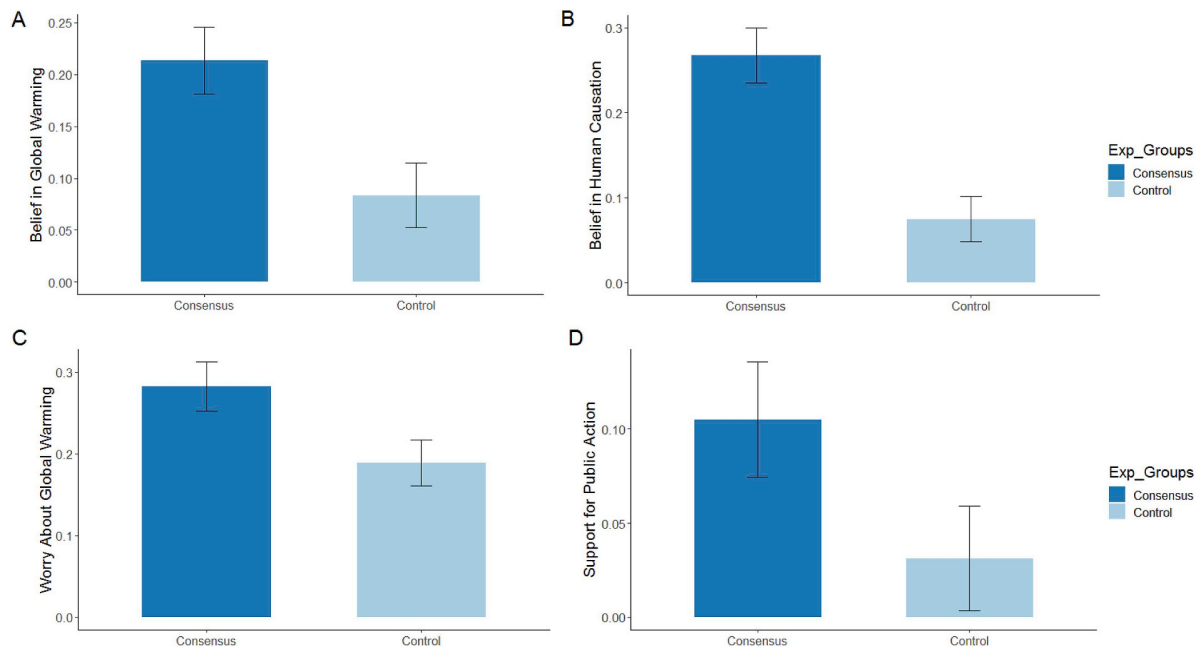 A
Belief in Global Warming
0.25
0.20
0.15
0.10
0.05
0.00
Consensus
Control
B
Belief in Human Causation
0.3
0.2
0.1
0.0
Consensus
Control
Exp_Groups
Consensus
Control
C
Worry About Global Warming
0.3
0.2
0.1
0.0
Consensus
Control
D
Support for Public Action
0.10
0.05
0.00
Consensus
Control
Exp_Groups
Consensus
Control